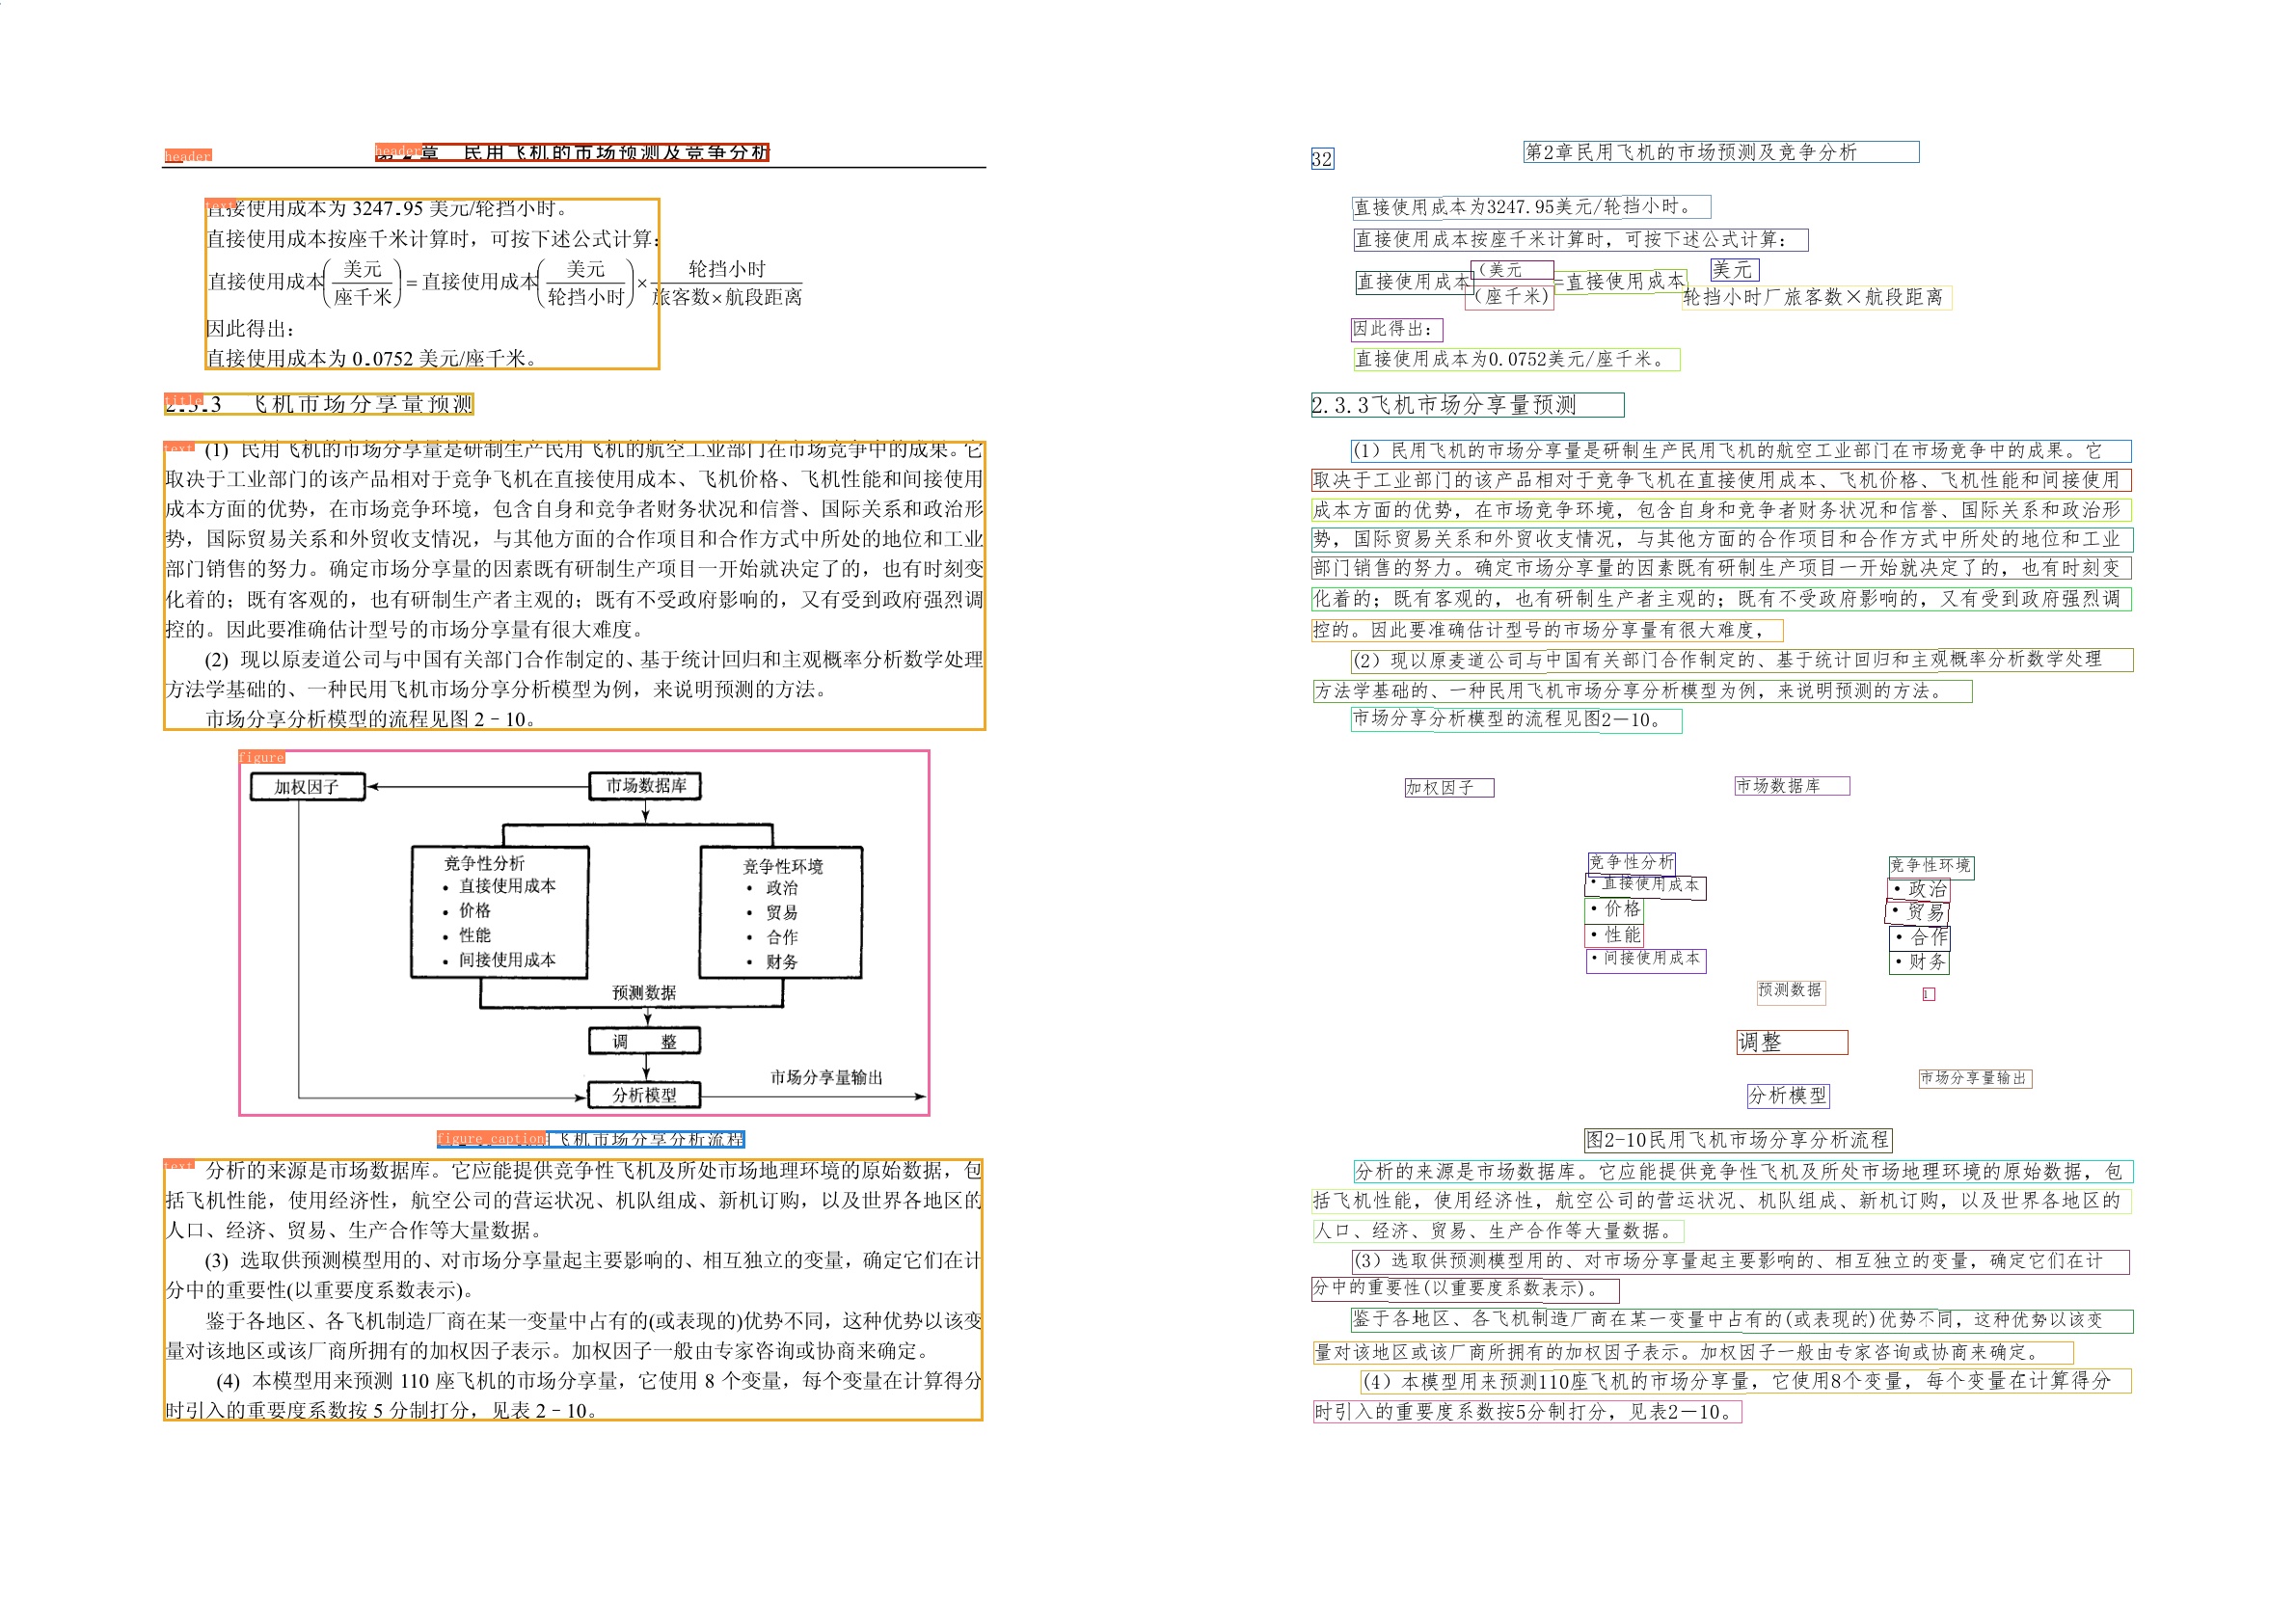 header
header 章 民用飞机的市场预测及竞争分析
text
直接使用成本为 3247.95 美元/轮挡小时。
直接使用成本按座千米计算时，可按下述公式计算：
直接使用成本(美元/座千米)=直接使用成本(美元/轮挡小时)×轮挡小时/旅客数×航段距离
因此得出：
直接使用成本为 0.0752 美元/座千米。
title
2.3.3 飞机市场分享量预测
text
(1) 民用飞机的市场分享量是研制生产民用飞机的航空工业部门在市场竞争中的成果。它
取决于工业部门的该产品相对于竞争飞机在直接使用成本、飞机价格、飞机性能和间接使用
成本方面的优势，在市场竞争环境，包含自身和竞争者财务状况和信誉、国际关系和政治形
势，国际贸易关系和外贸收支情况，与其他方面的合作项目和合作方式中所处的地位和工业
部门销售的努力。确定市场分享量的因素既有研制生产项目一开始就决定了的，也有时刻变
化着的；既有客观的，也有研制生产者主观的；既有不受政府影响的，又有受到政府强烈调
控的。因此要准确估计型号的市场分享量有很大难度。
(2) 现以原麦道公司与中国有关部门合作制定的、基于统计回归和主观概率分析数学处理
方法学基础的、一种民用飞机市场分享分析模型为例，来说明预测的方法。
市场分享分析模型的流程见图 2–10。
figure
加权因子
市场数据库
竞争性分析
• 直接使用成本
• 价格
• 性能
• 间接使用成本
竞争性环境
• 政治
• 贸易
• 合作
• 财务
预测数据
调 整
市场分享量输出
分析模型
figure caption 飞机市场分享分析流程
text
分析的来源是市场数据库。它应能提供竞争性飞机及所处市场地理环境的原始数据，包
括飞机性能，使用经济性，航空公司的营运状况、机队组成、新机订购，以及世界各地区的
人口、经济、贸易、生产合作等大量数据。
(3) 选取供预测模型用的、对市场分享量起主要影响的、相互独立的变量，确定它们在计
分中的重要性(以重要度系数表示)。
鉴于各地区、各飞机制造厂商在某一变量中占有的(或表现的)优势不同，这种优势以该变
量对该地区或该厂商所拥有的加权因子表示。加权因子一般由专家咨询或协商来确定。
(4) 本模型用来预测 110 座飞机的市场分享量，它使用 8 个变量，每个变量在计算得分
时引入的重要度系数按 5 分制打分，见表 2–10。
32
第2章民用飞机的市场预测及竞争分析
直接使用成本为3247.95美元/轮挡小时。
直接使用成本按座千米计算时，可按下述公式计算：
直接使用成本
(美元
(座千米)
=直接使用成本
美元
轮挡小时厂旅客数×航段距离
因此得出：
直接使用成本为0.0752美元/座千米。
2.3.3飞机市场分享量预测
(1）民用飞机的市场分享量是研制生产民用飞机的航空工业部门在市场竞争中的成果。它
取决于工业部门的该产品相对于竞争飞机在直接使用成本、飞机价格、飞机性能和间接使用
成本方面的优势，在市场竞争环境，包含自身和竞争者财务状况和信誉、国际关系和政治形
势，国际贸易关系和外贸收支情况，与其他方面的合作项目和合作方式中所处的地位和工业
部门销售的努力。确定市场分享量的因素既有研制生产项目一开始就决定了的，也有时刻变
化着的；既有客观的，也有研制生产者主观的；既有不受政府影响的，又有受到政府强烈调
控的。因此要准确估计型号的市场分享量有很大难度，
(2）现以原麦道公司与中国有关部门合作制定的、基于统计回归和主观概率分析数学处理
方法学基础的、一种民用飞机市场分享分析模型为例，来说明预测的方法。
市场分享分析模型的流程见图2－10。
加权因子
市场数据库
竞争性分析
•直接使用成本
•价格
•性能
•间接使用成本
竞争性环境
•政治
•贸易
•合作
•财务
预测数据
1
调整
市场分享量输出
分析模型
图2-10民用飞机市场分享分析流程
分析的来源是市场数据库。它应能提供竞争性飞机及所处市场地理环境的原始数据，包
括飞机性能，使用经济性，航空公司的营运状况、机队组成、新机订购，以及世界各地区的
人口、经济、贸易、生产合作等大量数据。
(3）选取供预测模型用的、对市场分享量起主要影响的、相互独立的变量，确定它们在计
分中的重要性(以重要度系数表示)。
鉴于各地区、各飞机制造厂商在某一变量中占有的(或表现的)优势不同，这种优势以该变
量对该地区或该厂商所拥有的加权因子表示。加权因子一般由专家咨询或协商来确定。
(4）本模型用来预测110座飞机的市场分享量，它使用8个变量，每个变量在计算得分
时引入的重要度系数按5分制打分，见表2－10。